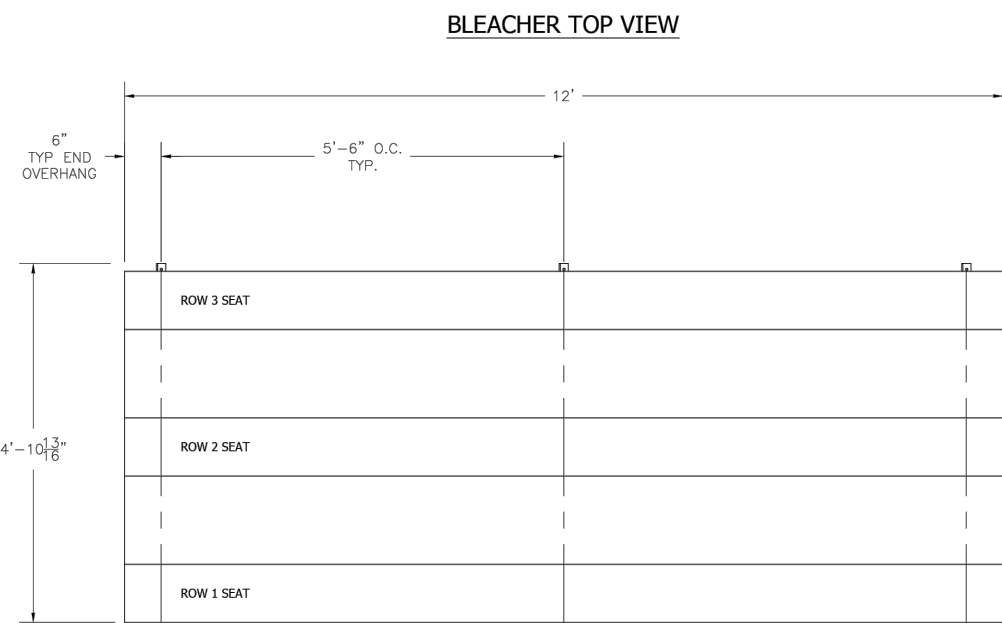 BLEACHER TOP VIEW
12'
6"
TYP END
OVERHANG
5'-6" O.C.
TYP.
ROW 3 SEAT
4'-10 13/16"
ROW 2 SEAT
ROW 1 SEAT